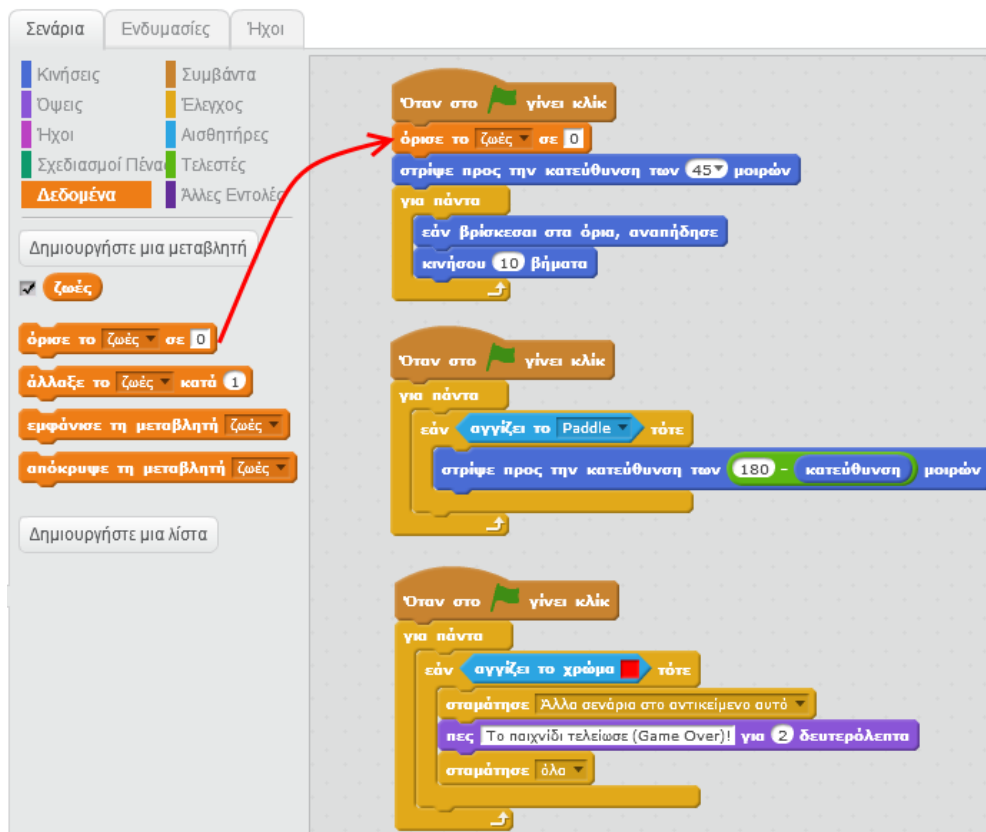 Σενάρια Ενδυμασίες Ήχοι
Κινήσεις Συμβάντα
Όψεις Έλεγχος
Ήχοι Αισθητήρες
Σχεδιασμοί Πένας Τελεστές
Δεδομένα Άλλες Εντολές
Δημιουργήστε μια μεταβλητή
ζωές
όρισε το ζωές σε 0
άλλαξε το ζωές κατά 1
εμφάνισε τη μεταβλητή ζωές
απόκρυψε τη μεταβλητή ζωές
Δημιουργήστε μια λίστα
Όταν στο γίνει κλίκ
όρισε το ζωές σε 0
στρίψε προς την κατεύθυνση των 45 μοιρών
για πάντα
εάν βρίσκεσαι στα όρια, αναπήδησε
κινήσου 10 βήματα
Όταν στο γίνει κλίκ
για πάντα
εάν αγγίζει το Paddle τότε
στρίψε προς την κατεύθυνση των 180 - κατεύθυνση μοιρών
Όταν στο γίνει κλίκ
για πάντα
εάν αγγίζει το χρώμα τότε
σταμάτησε Άλλα σενάρια στο αντικείμενο αυτό
πες Το παιχνίδι τελείωσε (Game Over)! για 2 δευτερόλεπτα
σταμάτησε όλα